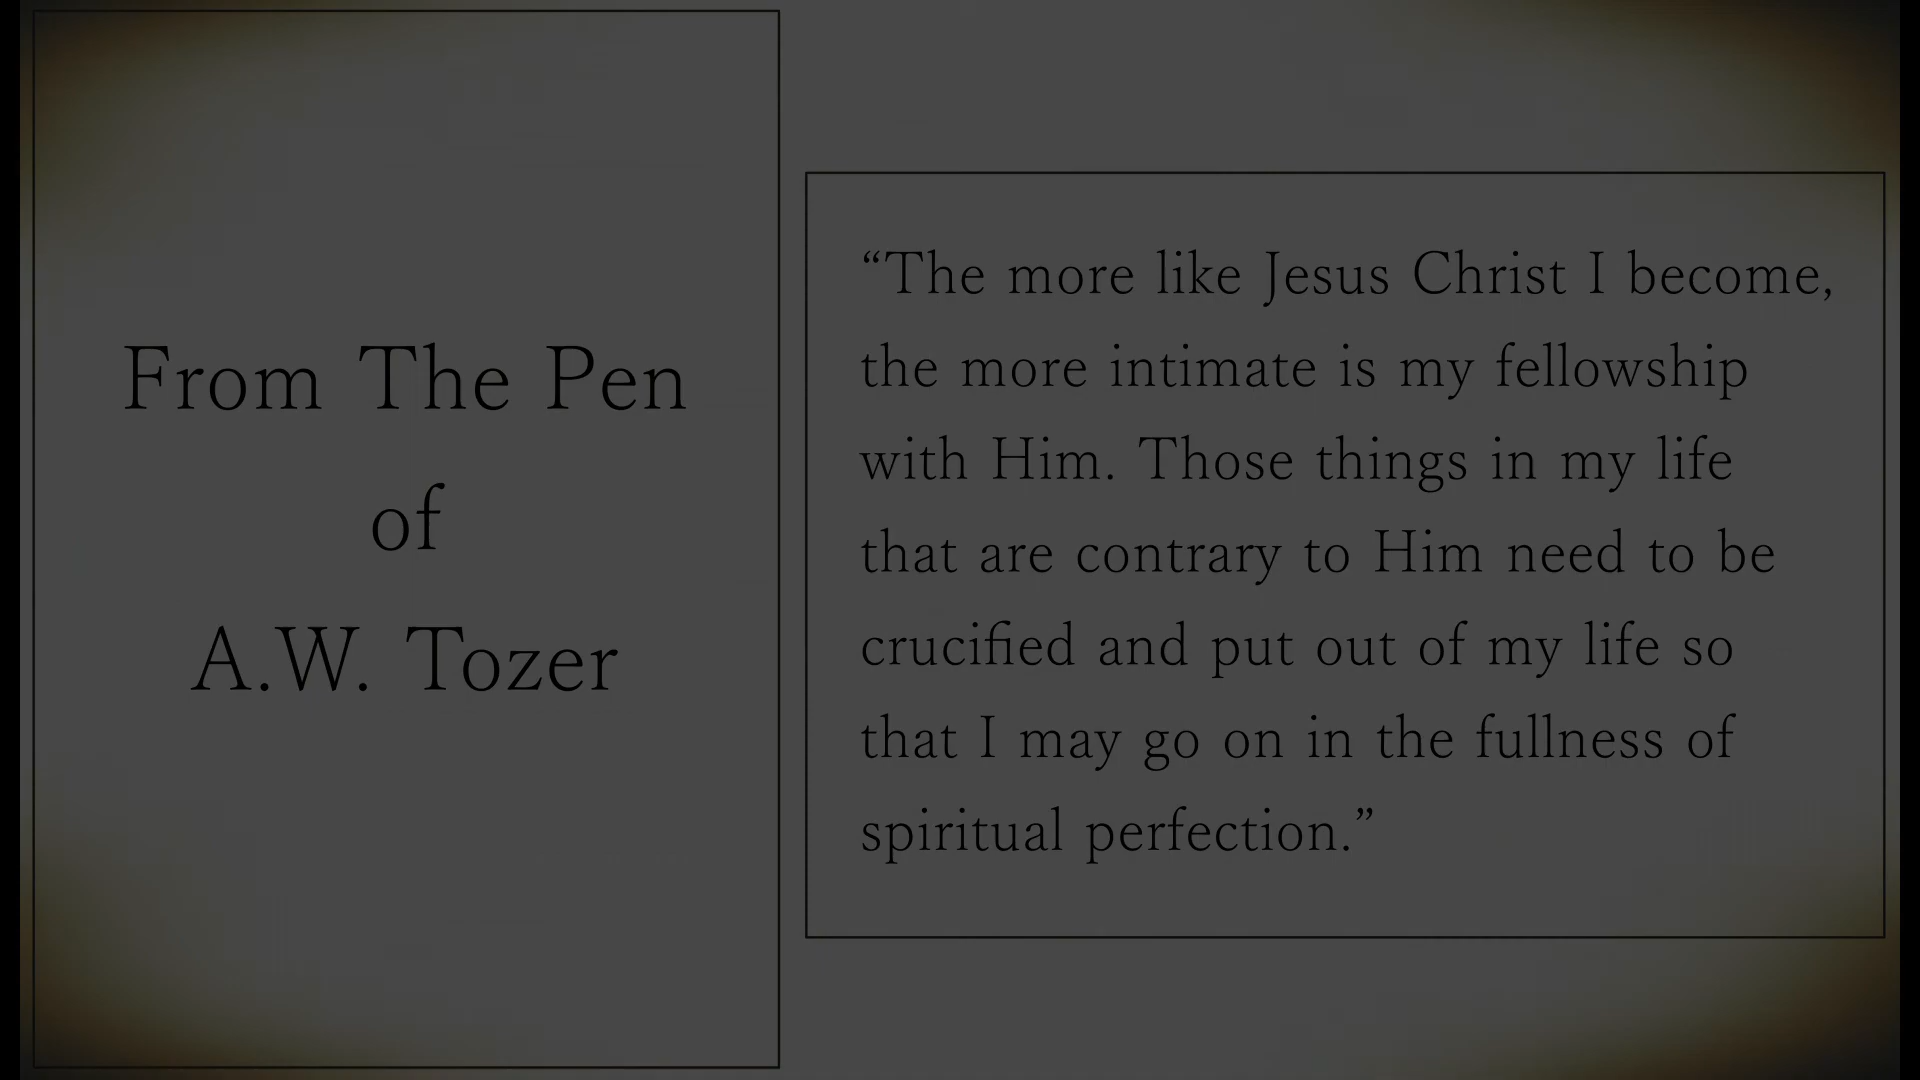 From The Pen
of
A.W. Tozer
“The more like Jesus Christ I become,
the more intimate is my fellowship
with Him. Those things in my life
that are contrary to Him need to be
crucified and put out of my life so
that I may go on in the fullness of
spiritual perfection.”